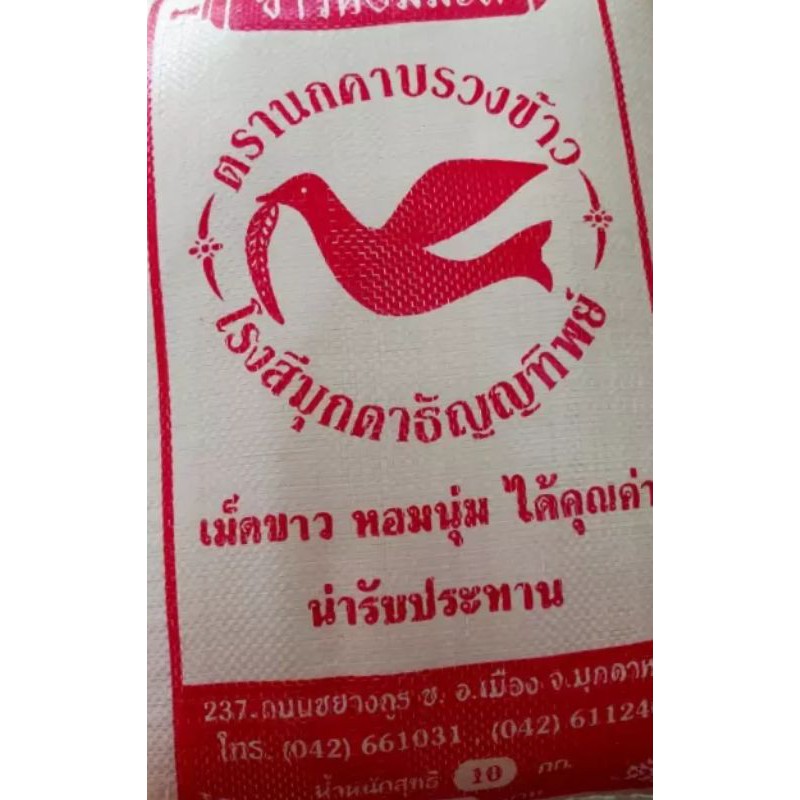 ตรานกคาบรวงข้าว
โรงสีมุกดาธัญญทิพย์
เม็ดขาว หอมนุ่ม ได้คุณค่า
น่ารับประทาน
237 ถนนชยางกูร ข. อ.เมือง จ.มุกดาห
โทร. (042) 661031 , (042) 61124
น้ำหนักสุทธิ 10 กก.